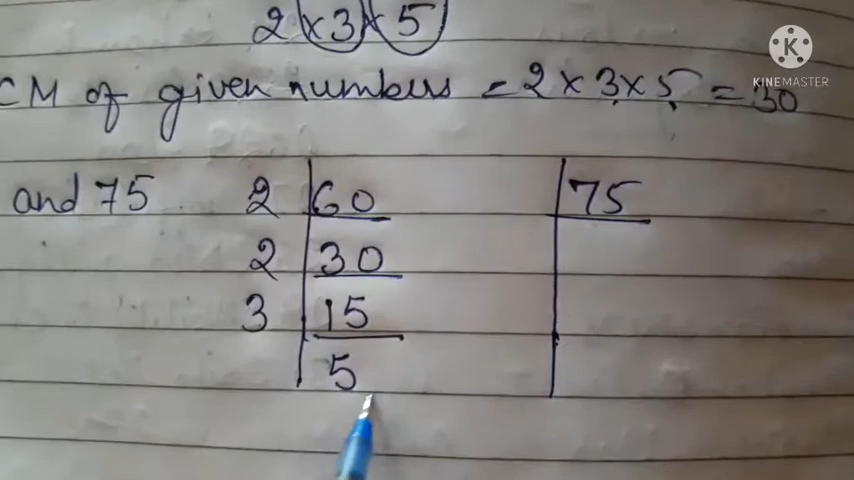 2 × 3 × 5
CM of given numbers = 2 × 3 × 5 = 30
and 75 2 60 75
2 30
3 15
5
K
KINEMASTER